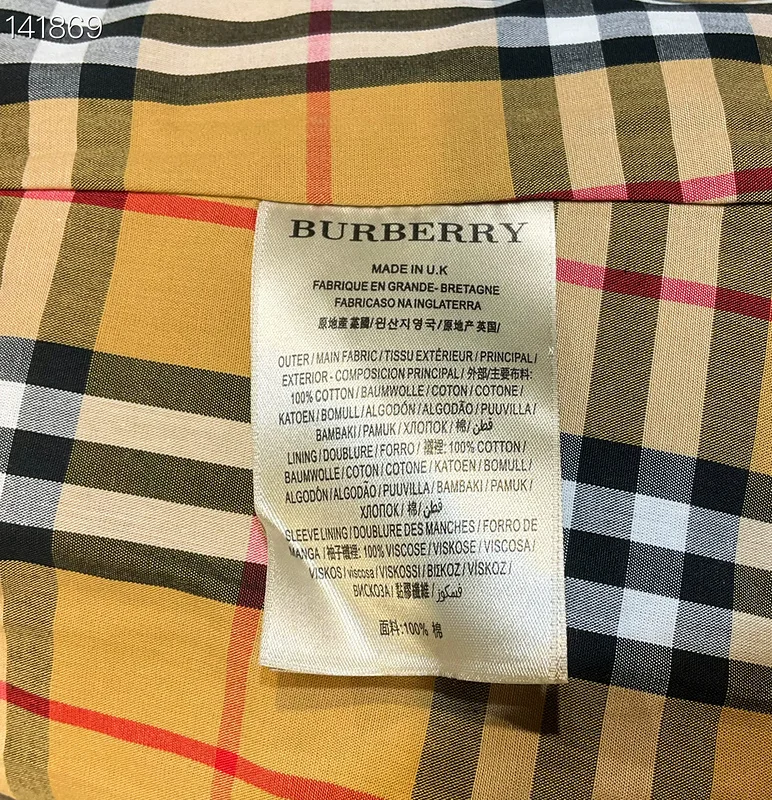 141869
BURBERRY
MADE IN U.K
FABRIQUE EN GRANDE- BRETAGNE
FABRICASO NA INGLATERRA
原地產 英國/원산지영국/原地产 英国/
OUTER / MAIN FABRIC / TISSU EXTÉRIEUR / PRINCIPAL /
EXTERIOR - COMPOSICION PRINCIPAL / 外部/主要布料:
100% COTTON / BAUMWOLLE / COTON / COTONE /
KATOEN / BOMULL / ALGODÓN / ALGODÃO / PUUVILLA /
BAMBAKI / PAMUK / ХЛОПОК / 棉/ قطن/
LINING / DOUBLURE / FORRO / 襯裡: 100% COTTON /
BAUMWOLLE / COTON / COTONE / KATOEN / BOMULL /
ALGODÓN / ALGODÃO / PUUVILLA / BAMBAKI / PAMUK /
ХЛОПОК / 棉/ قطن/
SLEEVE LINING / DOUBLURE DES MANCHES / FORRO DE
MANGA / 袖子襯裡: 100% VISCOSE / VISKOSE / VISCOSA /
VISKOS / viscosa / VISKOSSI / ΒΙΣΚΟΖ / VİSKOZ /
ВИСКОЗА / 黏膠纖維 / فسكوز/
面料:100% 棉